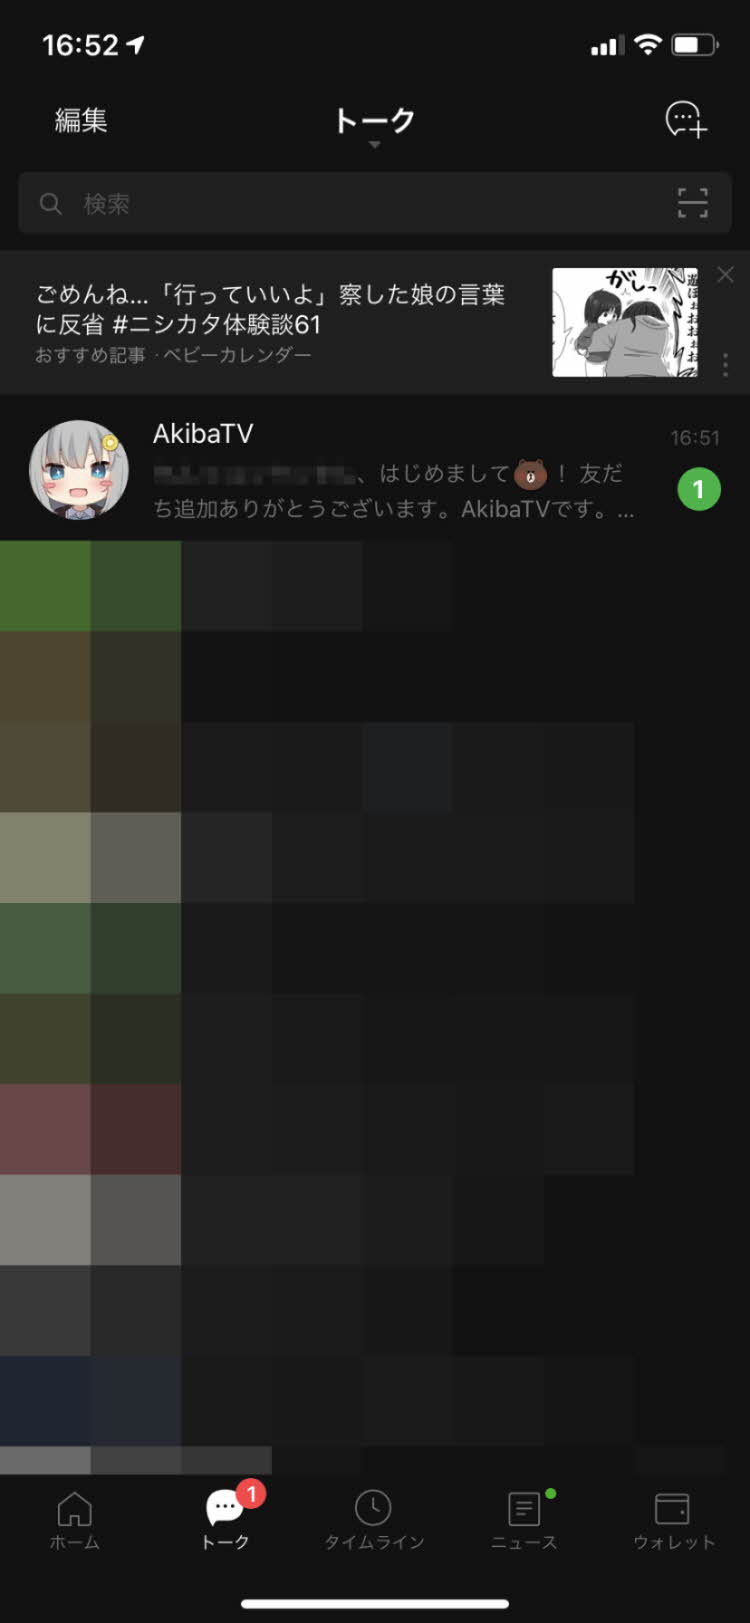 16:52
編集
トーク
検索
ごめんね...「行っていいよ」察した娘の言葉
に反省 #ニシカタ体験談61
おすすめ記事・ベビーカレンダー
がしっ
AkibaTV
16:51
、はじめまして！ 友だ
ち追加ありがとうございます。AkibaTVです。...
1
1
ホーム
トーク
タイムライン
ニュース
ウォレット